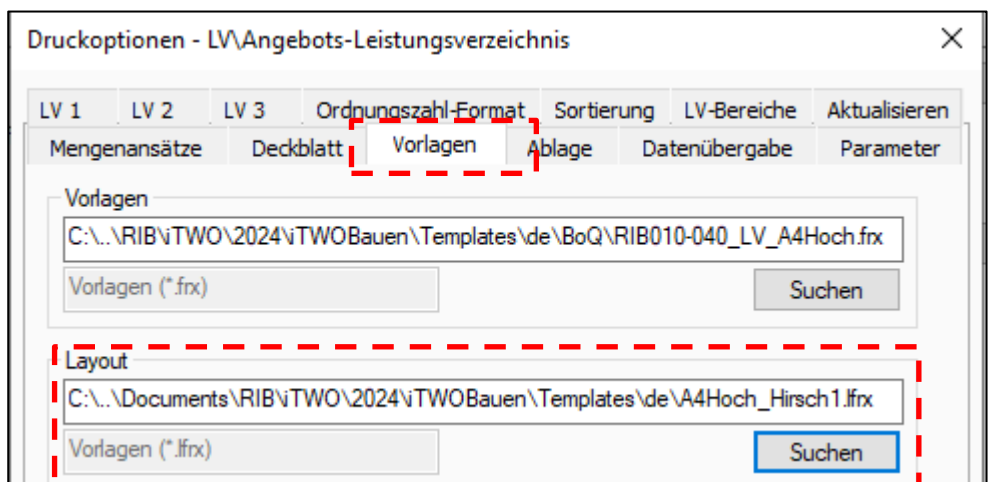 Druckoptionen - LV\Angebots-Leistungsverzeichnis
LV 1 LV 2 LV 3 Ordnungszahl-Format Sortierung LV-Bereiche Aktualisieren
Mengenansätze Deckblatt Vorlagen Ablage Datenübergabe Parameter
Vorlagen
C:\..\RIB\iTWO\2024\iTWOBauen\Templates\de\BoQ\RIB010-040_LV_A4Hoch.frx
Vorlagen (*.frx) Suchen
Layout
C:\..\Documents\RIB\iTWO\2024\iTWOBauen\Templates\de\A4Hoch_Hirsch1.lfrx
Vorlagen (*.lfrx) Suchen